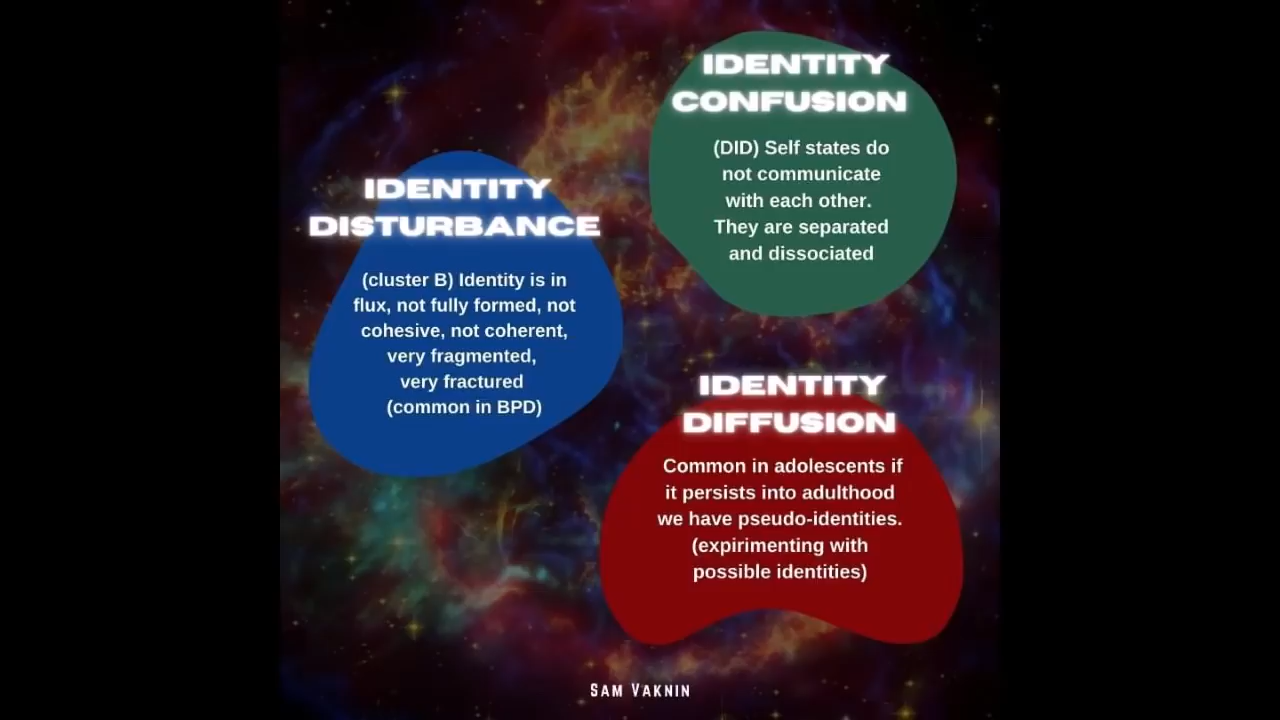 IDENTITY
DISTURBANCE
(cluster B) Identity is in
flux, not fully formed, not
cohesive, not coherent,
very fragmented,
very fractured
(common in BPD)
IDENTITY
CONFUSION
(DID) Self states do
not communicate
with each other.
They are separated
and dissociated
IDENTITY
DIFFUSION
Common in adolescents if
it persists into adulthood
we have pseudo-identities.
(expirimenting with
possible identities)
SAM VAKNIN